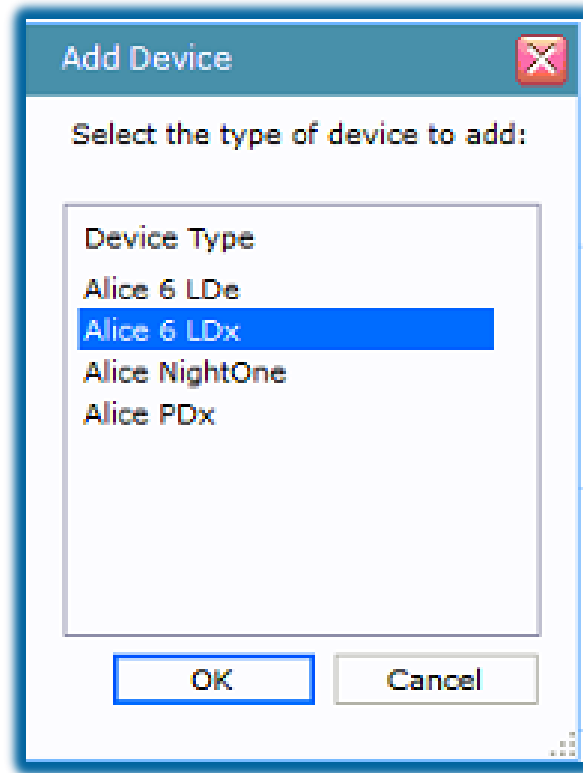 Add Device
Select the type of device to add:
Device Type
Alice 6 LDe
Alice 6 LDx
Alice NightOne
Alice PDx
OK
Cancel